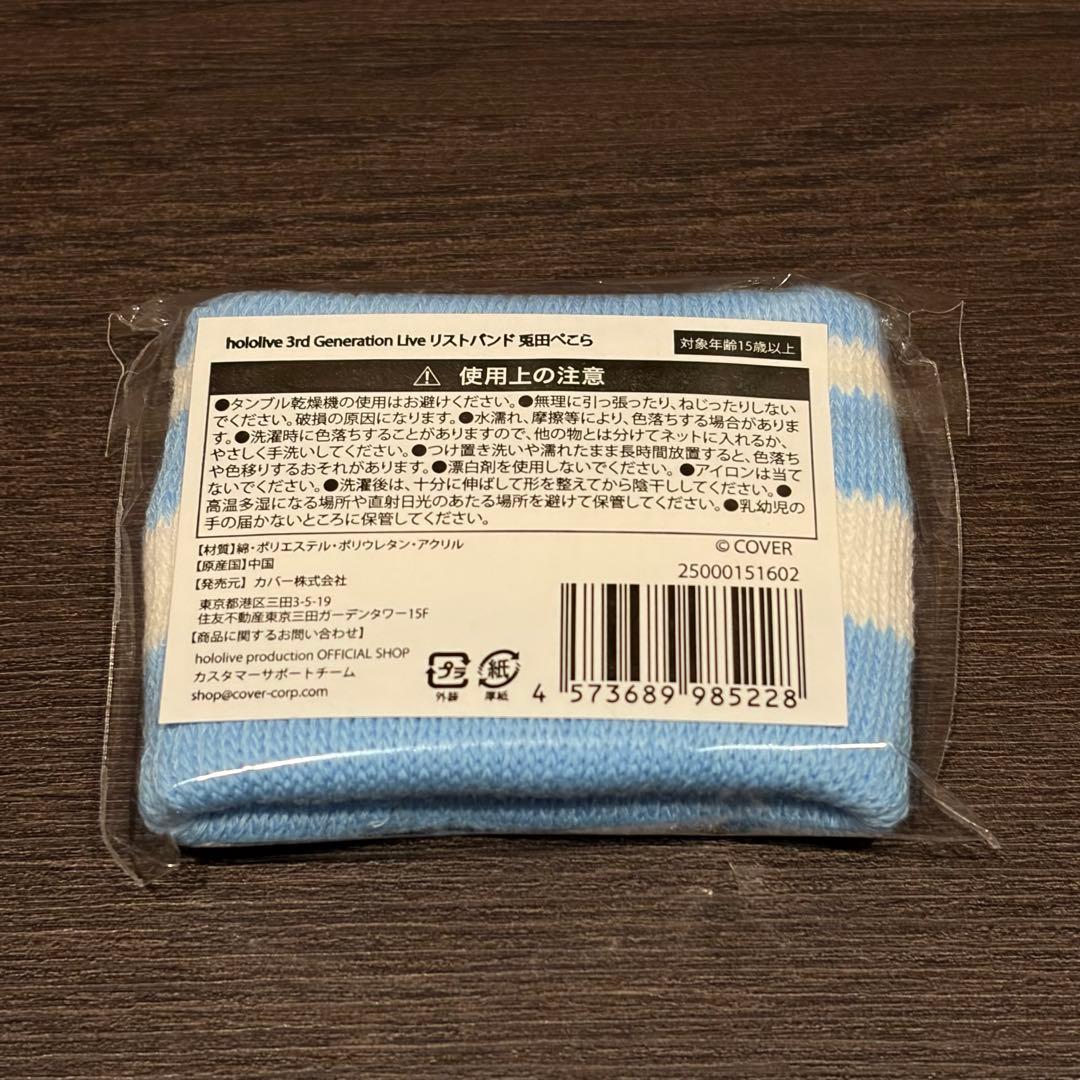 hololive 3rd Generation Live リストバンド 兎田ぺこら
対象年齢15歳以上
⚠ 使用上の注意
●タンブル乾燥機の使用はお避けください。●無理に引っ張ったり、ねじったりしない
でください。破損の原因になります。●水濡れ、摩擦等により、色落ちする場合がありま
す。●洗濯時に色落ちすることがありますので、他の物とは分けてネットに入れるか、
やさしく手洗いしてください。●つけ置き洗いや濡れたまま長時間放置すると、色落ち
や色移りするおそれがあります。●漂白剤を使用しないでください。●アイロンは当て
ないでください。●洗濯後は、十分に伸ばして形を整えてから陰干ししてください。●
高温多湿になる場所や直射日光のあたる場所を避けて保管してください。●乳幼児の
手の届かないところに保管してください。
【材質】綿・ポリエステル・ポリウレタン・アクリル
【原産国】中国
【発売元】カバー株式会社
東京都港区三田3-5-19
住友不動産東京三田ガーデンタワー15F
【商品に関するお問い合わせ】
hololive production OFFICIAL SHOP
カスタマーサポートチーム
shop@cover-corp.com
プラ
外装
紙
厚紙
© COVER
25000151602
4 573689 985228